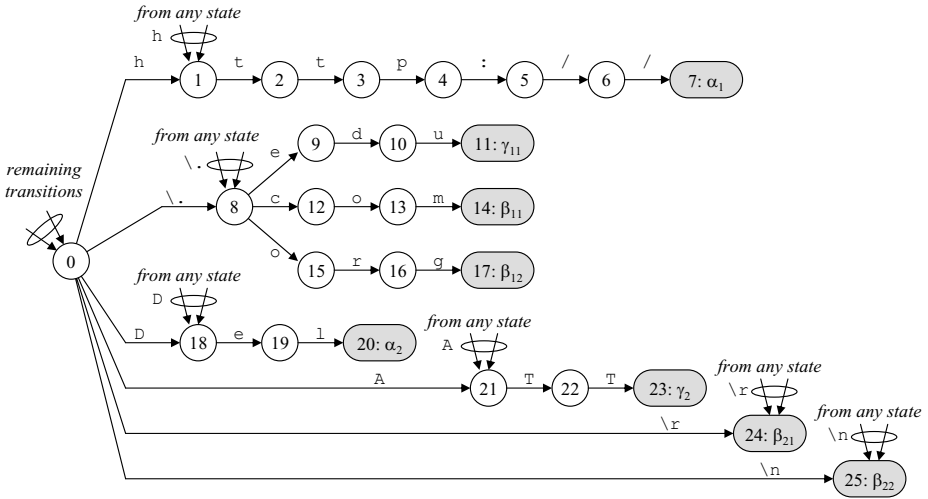 from any state
h
h t t p : / /
1 2 3 4 5 6 7: α₁
from any state
\.
e d u
9 10 11: γ₁₁
remaining
transitions
\. c o m
8 12 13 14: β₁₁
o r g
15 16 17: β₁₂
0
from any state
D
D e l
18 19 20: α₂
from any state
A
A T T
21 22 23: γ₂
from any state
\r
\r
24: β₂₁
from any state
\n
\n
25: β₂₂